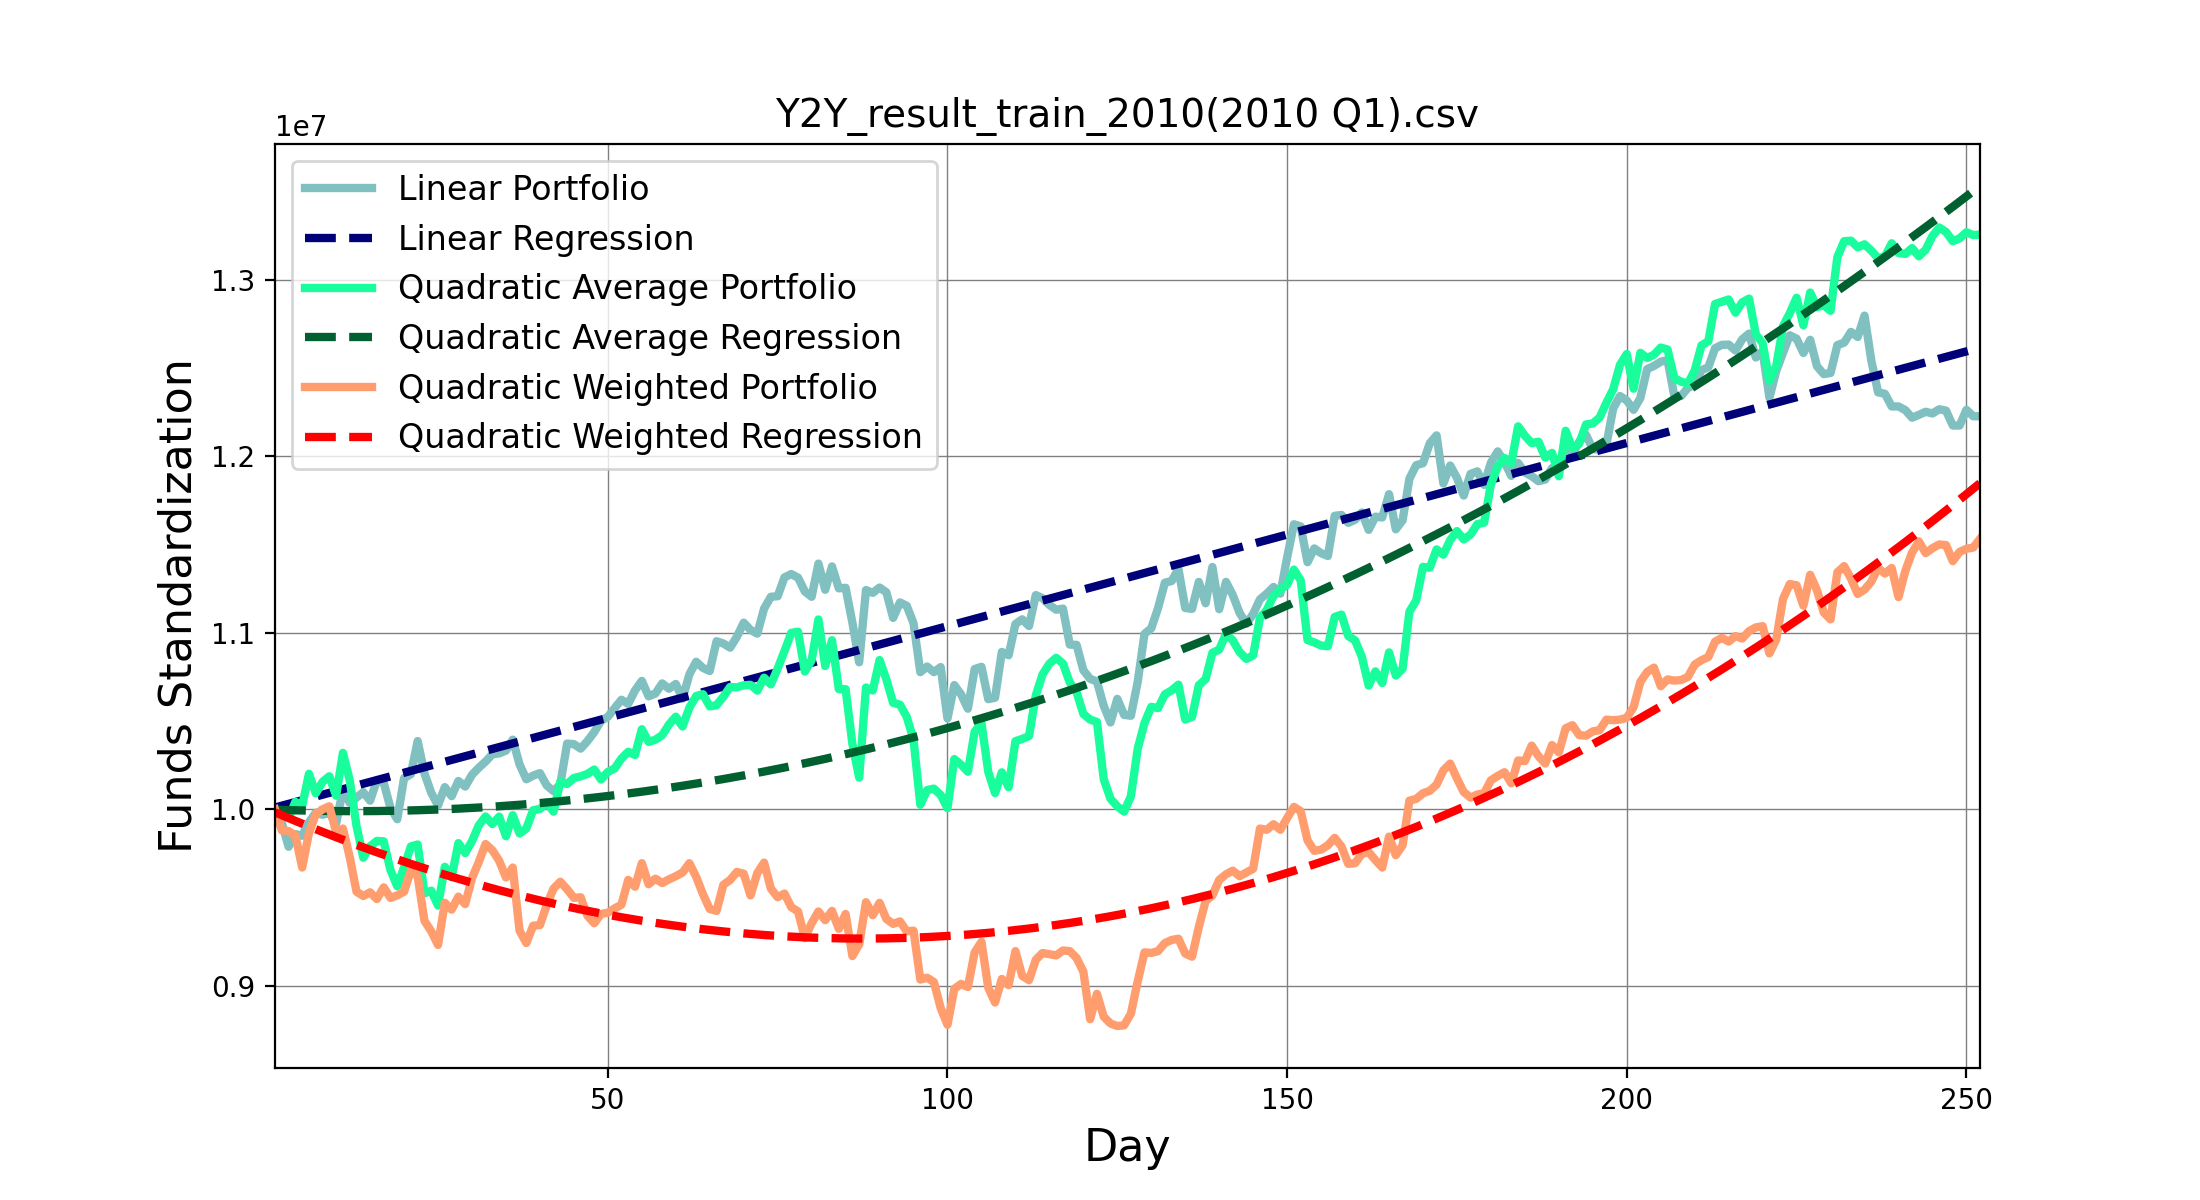 Y2Y_result_train_2010(2010 Q1).csv
1e7
Linear Portfolio
Linear Regression
Quadratic Average Portfolio
Quadratic Average Regression
Quadratic Weighted Portfolio
Quadratic Weighted Regression
1.3
1.2
1.1
1.0
0.9
Funds Standardization
50 100 150 200 250
Day